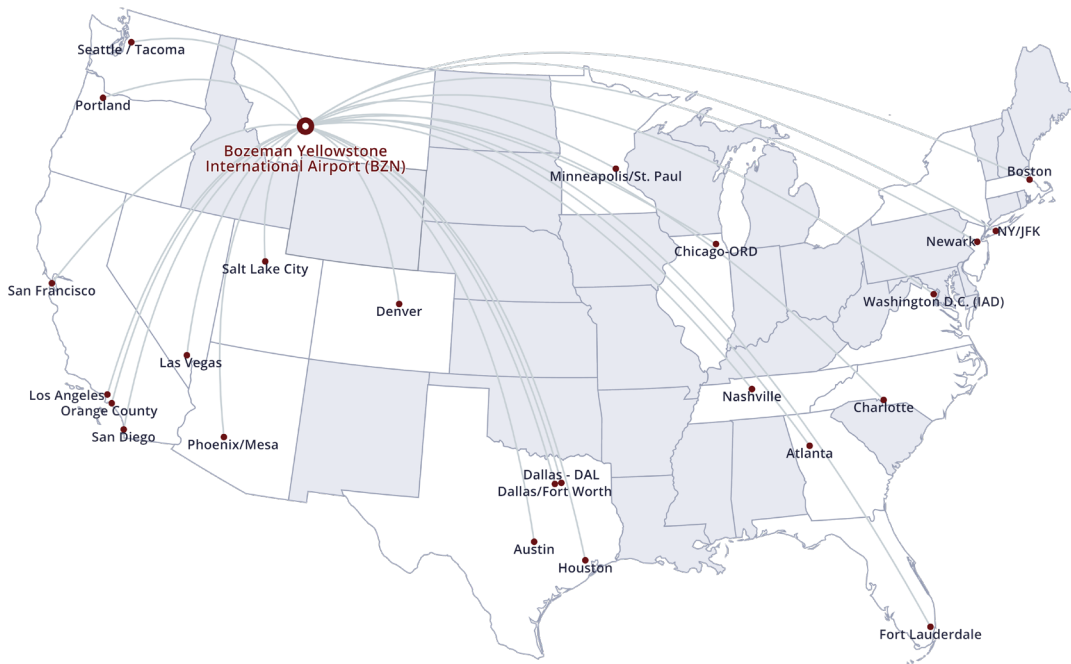 Seattle / Tacoma
Portland
Bozeman Yellowstone
International Airport (BZN)
Minneapolis/St. Paul
Boston
NY/JFK
Newark
Chicago-ORD
Salt Lake City
San Francisco
Denver
Washington D.C. (IAD)
Las Vegas
Los Angeles
Orange County
San Diego
Phoenix/Mesa
Nashville
Charlotte
Atlanta
Dallas - DAL
Dallas/Fort Worth
Austin
Houston
Fort Lauderdale